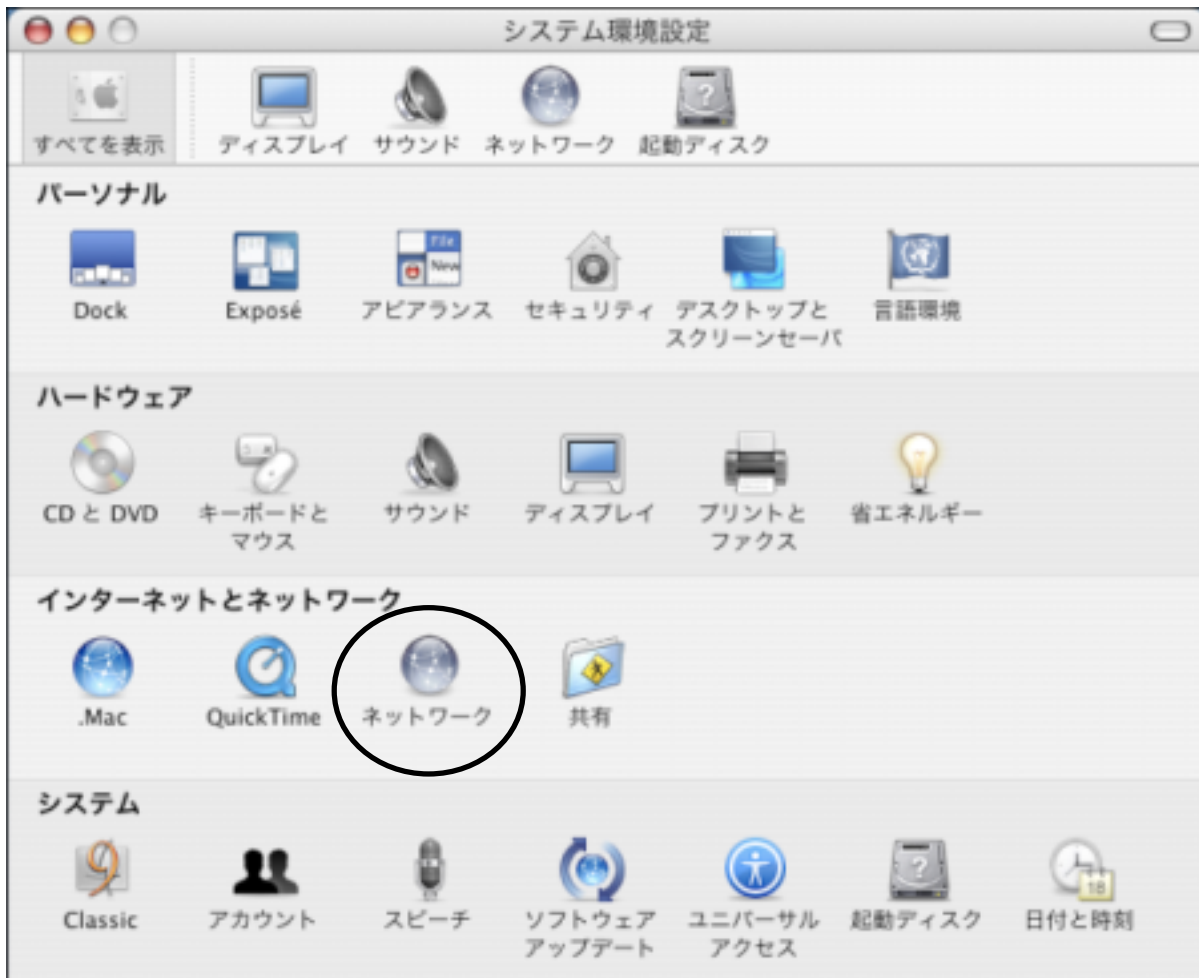 システム環境設定
すべてを表示
ディスプレイ
サウンド
ネットワーク
起動ディスク
パーソナル
Dock
Exposé
アピアランス
セキュリティ
デスクトップと
スクリーンセーバ
言語環境
ハードウェア
CD と DVD
キーボードと
マウス
サウンド
ディスプレイ
プリントと
ファクス
省エネルギー
インターネットとネットワーク
.Mac
QuickTime
ネットワーク
共有
システム
Classic
アカウント
スピーチ
ソフトウェア
アップデート
ユニバーサル
アクセス
起動ディスク
日付と時刻
File
New
?
9
?
18